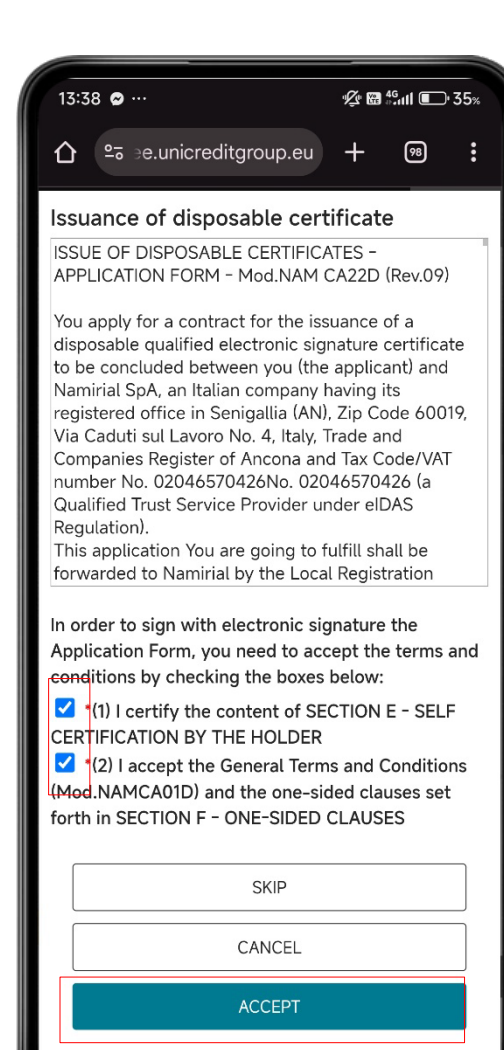 13:38 ··· 4G 35%
e.unicreditgroup.eu 98
Issuance of disposable certificate
ISSUE OF DISPOSABLE CERTIFICATES –
APPLICATION FORM – Mod.NAM CA22D (Rev.09)
You apply for a contract for the issuance of a
disposable qualified electronic signature certificate
to be concluded between you (the applicant) and
Namirial SpA, an Italian company having its
registered office in Senigallia (AN), Zip Code 60019,
Via Caduti sul Lavoro No. 4, Italy, Trade and
Companies Register of Ancona and Tax Code/VAT
number No. 02046570426No. 02046570426 (a
Qualified Trust Service Provider under eIDAS
Regulation).
This application You are going to fulfill shall be
forwarded to Namirial by the Local Registration
In order to sign with electronic signature the
Application Form, you need to accept the terms and
conditions by checking the boxes below:
*(1) I certify the content of SECTION E - SELF
CERTIFICATION BY THE HOLDER
*(2) I accept the General Terms and Conditions
(Mod.NAMCA01D) and the one-sided clauses set
forth in SECTION F - ONE-SIDED CLAUSES
SKIP
CANCEL
ACCEPT